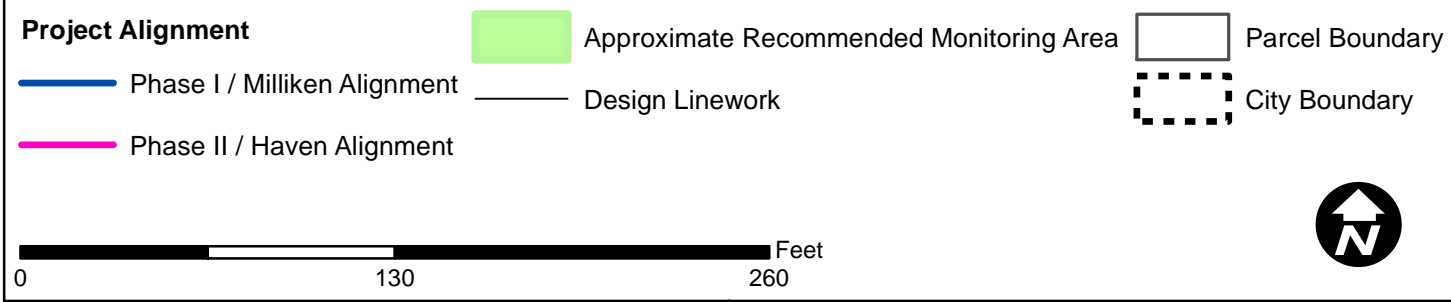 Project Alignment
Phase I / Milliken Alignment
Phase II / Haven Alignment
Approximate Recommended Monitoring Area
Design Linework
Parcel Boundary
City Boundary
Feet
0 130 260
N